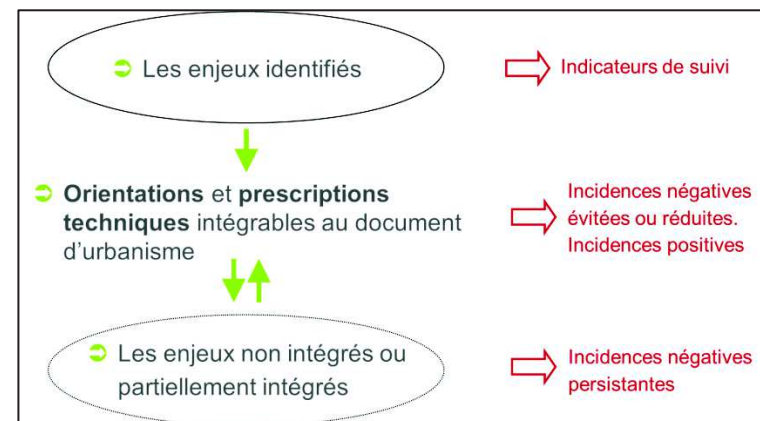 Les enjeux identifiés
Indicateurs de suivi
Orientations et prescriptions
techniques intégrables au document
d'urbanisme
Incidences négatives
évitées ou réduites.
Incidences positives
Les enjeux non intégrés ou
partiellement intégrés
Incidences négatives
persistantes